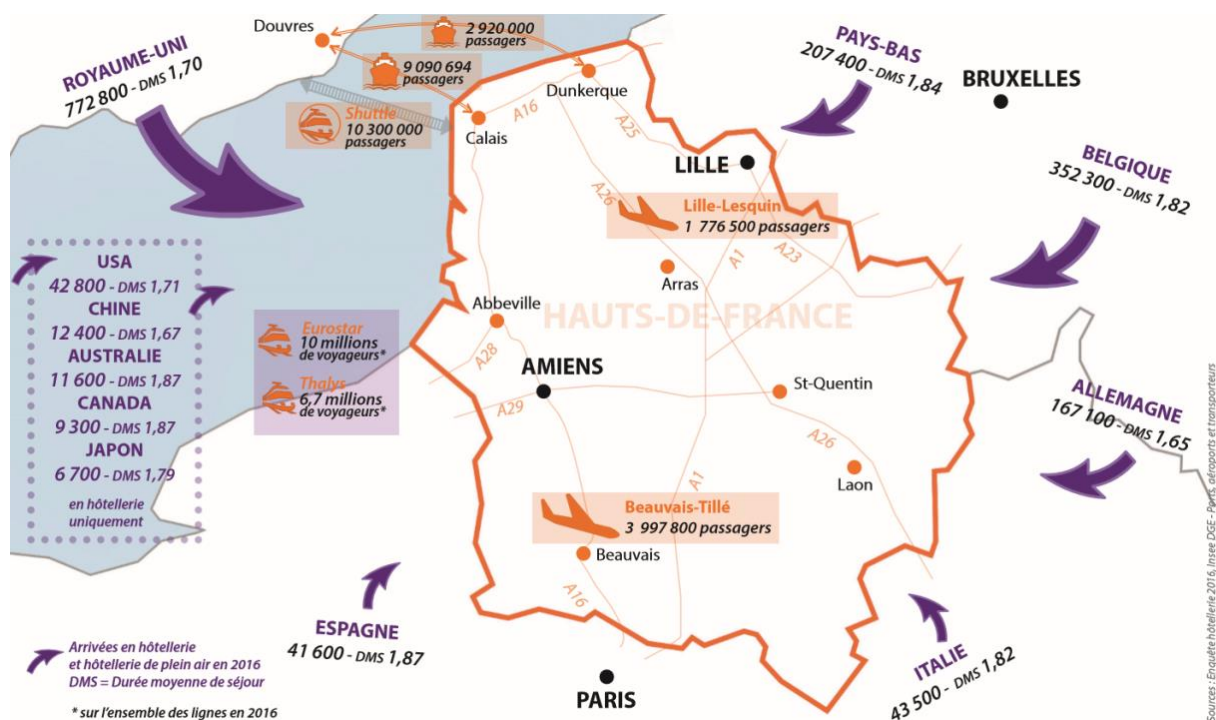 Douvres
2 920 000
passagers
9 090 694
passagers
ROYAUME-UNI
772 800 - DMS 1,70
Shuttle
10 300 000
passagers
Calais
Dunkerque
A16
A25
PAYS-BAS
207 400 - DMS 1,84
BRUXELLES
LILLE
BELGIQUE
352 300 - DMS 1,82
A26
Lille-Lesquin
1 776 500 passagers
A1
A23
Arras
USA
42 800 - DMS 1,71
CHINE
12 400 - DMS 1,67
AUSTRALIE
11 600 - DMS 1,87
CANADA
9 300 - DMS 1,87
JAPON
6 700 - DMS 1,79
en hôtellerie
uniquement
Eurostar
10 millions
de voyageurs*
Thalys
6,7 millions
de voyageurs*
Abbeville
HAUTS-DE-FRANCE
A28
AMIENS
A29
St-Quentin
A26
Laon
ALLEMAGNE
167 100 - DMS 1,65
A1
Beauvais-Tillé
3 997 800 passagers
Beauvais
A16
ESPAGNE
41 600 - DMS 1,87
PARIS
ITALIE
43 500 - DMS 1,82
Arrivées en hôtellerie
et hôtellerie de plein air en 2016
DMS = Durée moyenne de séjour
* sur l'ensemble des lignes en 2016
Sources : Enquête hôtellerie 2016, Insee DGE - Ports, aéroports et transporteurs